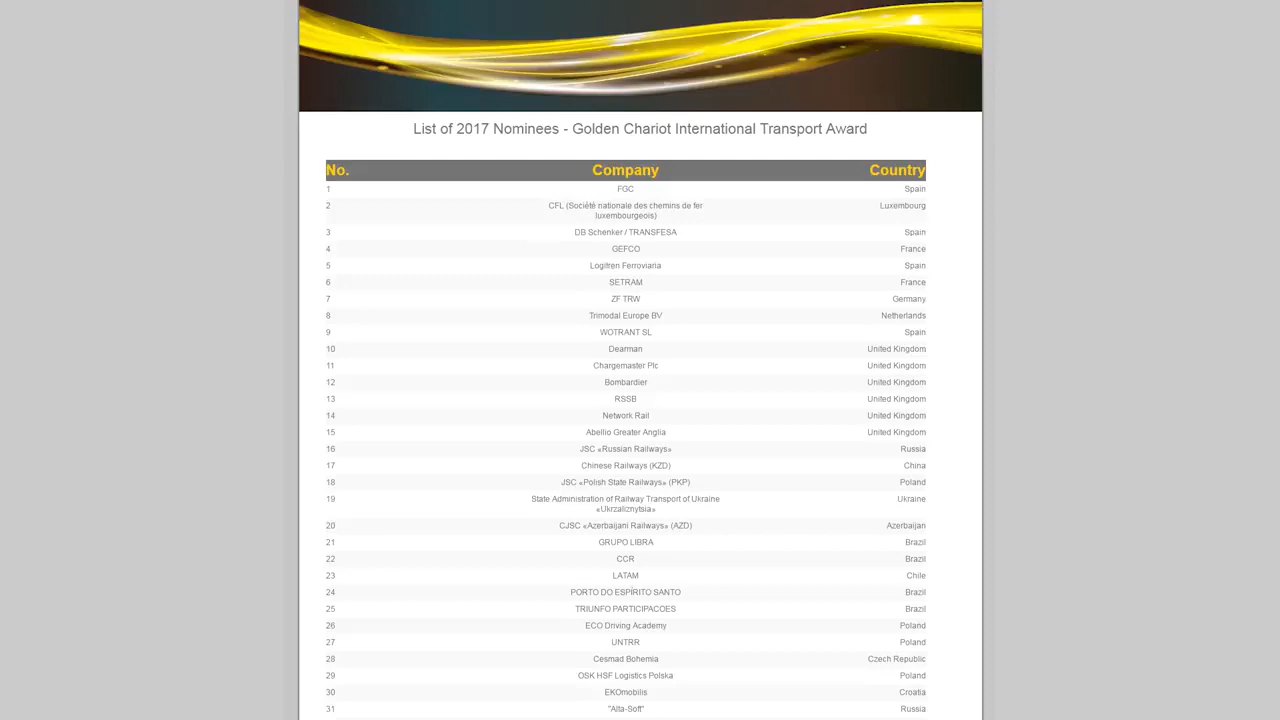 List of 2017 Nominees - Golden Chariot International Transport Award
No. Company Country
1 FGC Spain
2 CFL (Société nationale des chemins de fer Luxembourg
luxembourgeois)
3 DB Schenker / TRANSFESA Spain
4 GEFCO France
5 Logitren Ferroviaria Spain
6 SETRAM France
7 ZF TRW Germany
8 Trimodal Europe BV Netherlands
9 WOTRANT SL Spain
10 Dearman United Kingdom
11 Chargemaster Plc United Kingdom
12 Bombardier United Kingdom
13 RSSB United Kingdom
14 Network Rail United Kingdom
15 Abellio Greater Anglia United Kingdom
16 JSC «Russian Railways» Russia
17 Chinese Railways (KZD) China
18 JSC «Polish State Railways» (PKP) Poland
19 State Administration of Railway Transport of Ukraine Ukraine
«Ukrzaliznytsia»
20 CJSC «Azerbaijani Railways» (AZD) Azerbaijan
21 GRUPO LIBRA Brazil
22 CCR Brazil
23 LATAM Chile
24 PORTO DO ESPÍRITO SANTO Brazil
25 TRIUNFO PARTICIPACOES Brazil
26 ECO Driving Academy Poland
27 UNTRR Poland
28 Cesmad Bohemia Czech Republic
29 OSK HSF Logistics Polska Poland
30 EKOmobilis Croatia
31 "Alta-Soft" Russia